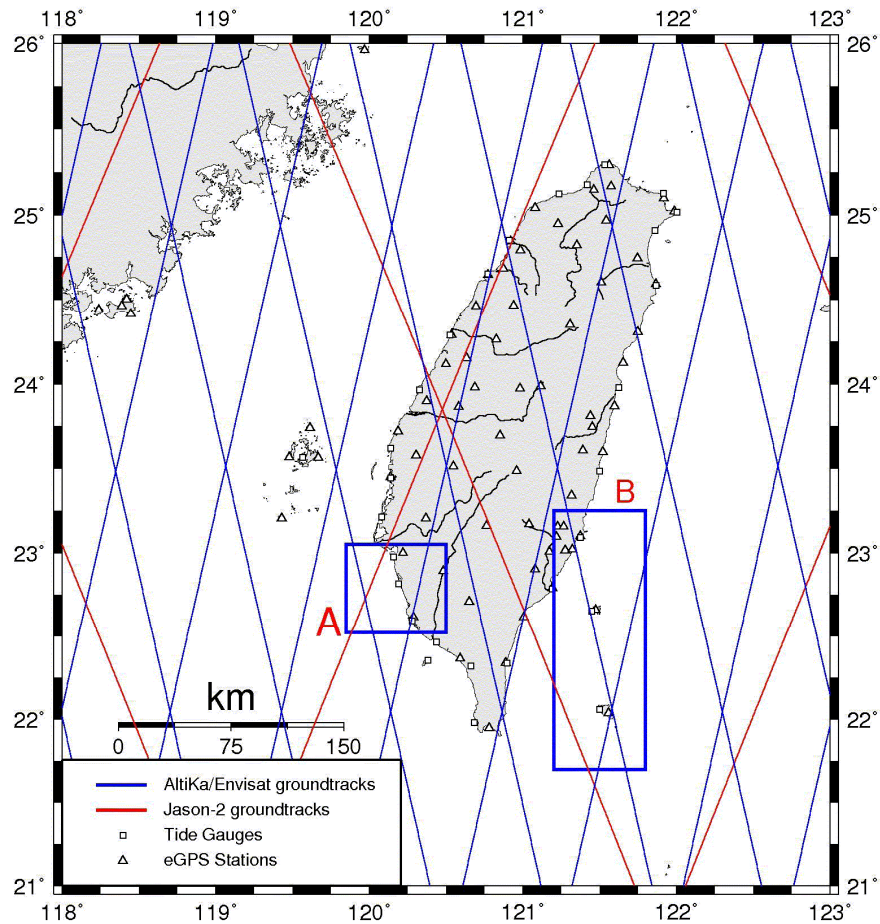 118˚ 119˚ 120˚ 121˚ 122˚ 123˚
26˚ 26˚
25˚ 25˚
24˚ 24˚
B
23˚ 23˚
A
km
22˚ 22˚
0 75 150
AltiKa/Envisat groundtracks
Jason-2 groundtracks
Tide Gauges
eGPS Stations
21˚ 21˚
118˚ 119˚ 120˚ 121˚ 122˚ 123˚